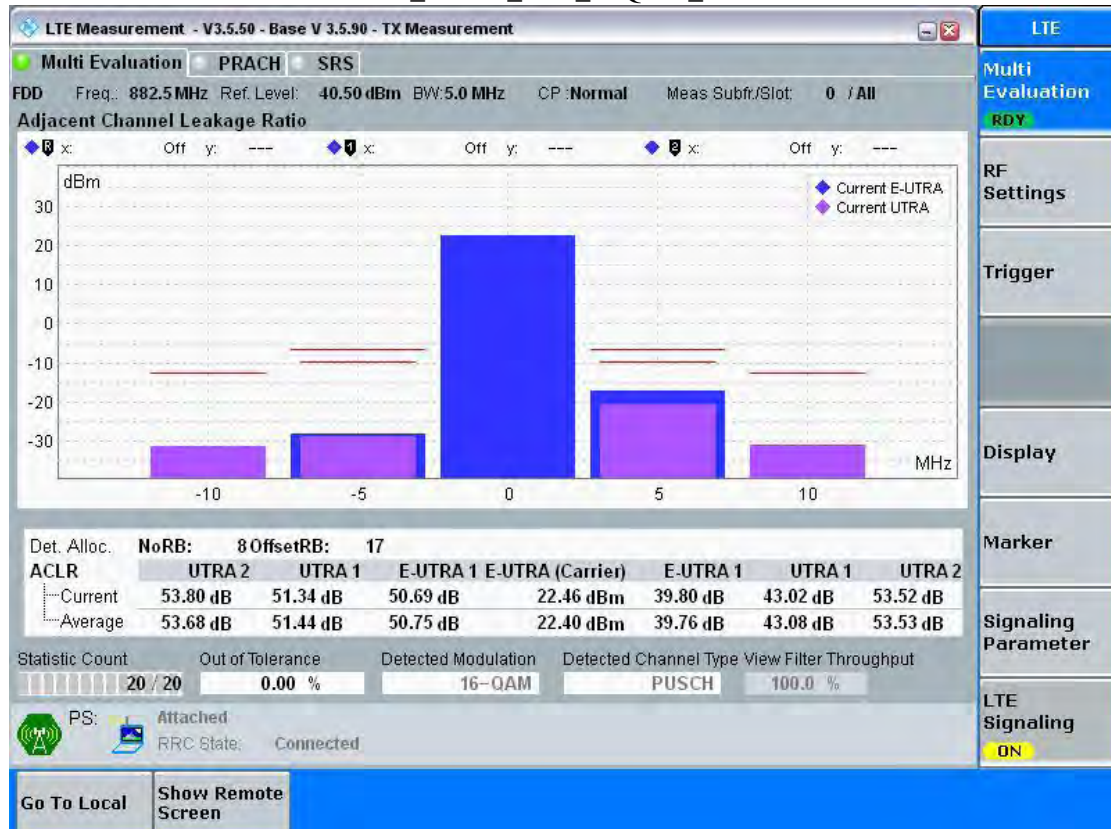 LTE Measurement - V3.5.50 - Base V 3.5.90 - TX Measurement
LTE
Multi Evaluation PRACH SRS
Multi
Evaluation
RDY
FDD Freq.: 882.5 MHz Ref. Level: 40.50 dBm BW:5.0 MHz CP :Normal Meas Subfr./Slot: 0 / All
Adjacent Channel Leakage Ratio
R x: Off y: --- 1 x: Off y: --- 2 x: Off y: ---
dBm
Current E-UTRA
Current UTRA
30
20
10
0
-10
-20
-30
MHz
-10 -5 0 5 10
RF
Settings
Trigger
Display
Marker
Signaling
Parameter
LTE
Signaling
ON
Det. Alloc. NoRB: 8 OffsetRB: 17
ACLR UTRA 2 UTRA 1 E-UTRA 1 E-UTRA (Carrier) E-UTRA 1 UTRA 1 UTRA 2
Current 53.80 dB 51.34 dB 50.69 dB 22.46 dBm 39.80 dB 43.02 dB 53.52 dB
Average 53.68 dB 51.44 dB 50.75 dB 22.40 dBm 39.76 dB 43.08 dB 53.53 dB
Statistic Count Out of Tolerance Detected Modulation Detected Channel Type View Filter Throughput
20 / 20 0.00 % 16-QAM PUSCH 100.0 %
PS: Attached
RRC State: Connected
Go To Local
Show Remote
Screen